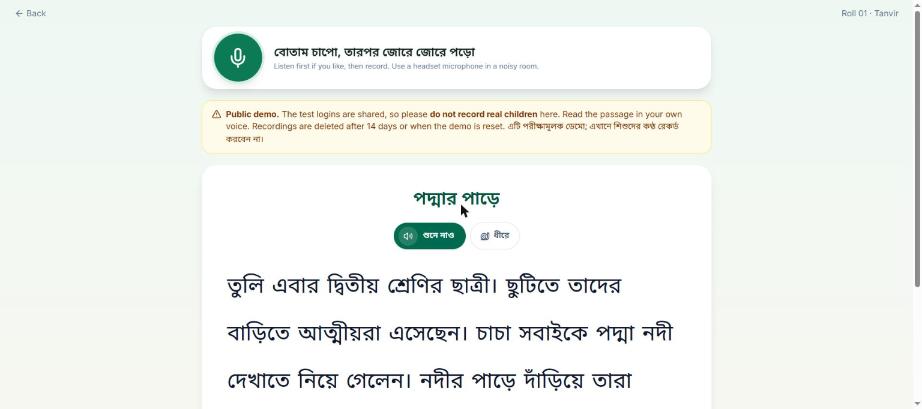 ← Back
Roll 01 · Tanvir
বোতাম চাপো, তারপর জোরে জোরে পড়ো
Listen first if you like, then record. Use a headset microphone in a noisy room.
Public demo. The test logins are shared, so please do not record real children here. Read the passage in your own
voice. Recordings are deleted after 14 days or when the demo is reset. এটি পরীক্ষামূলক ডেমো; এখানে শিশুদের কণ্ঠ রেকর্ড
করবেন না।
পদ্মার পাড়ে
শুনে নাও
ধীরে
তুলি এবার দ্বিতীয় শ্রেণির ছাত্রী। ছুটিতে তাদের
বাড়িতে আত্মীয়রা এসেছেন। চাচা সবাইকে পদ্মা নদী
দেখাতে নিয়ে গেলেন। নদীর পাড়ে দাঁড়িয়ে তারা